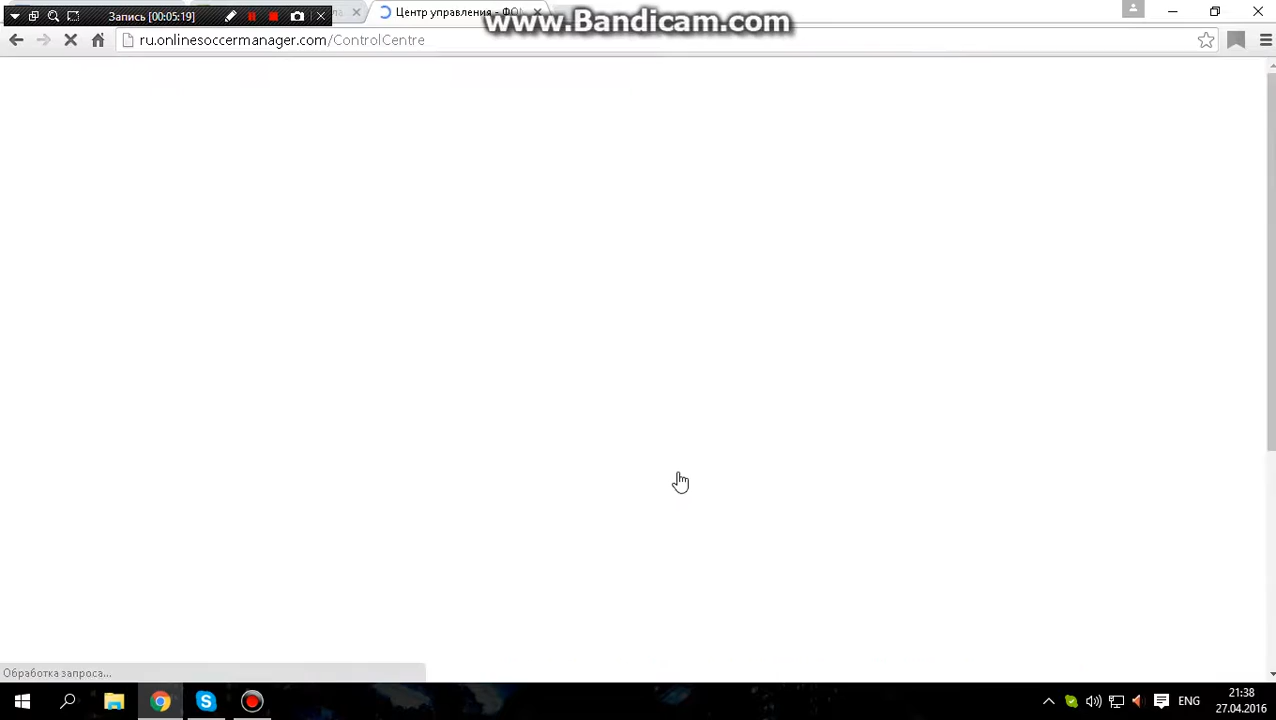 Запись [00:05:19]
Центр управления - ФО
www.Bandicam.com
ru.onlinesoccermanager.com/ControlCentre
Обработка запроса...
ENG
21:38
27.04.2016